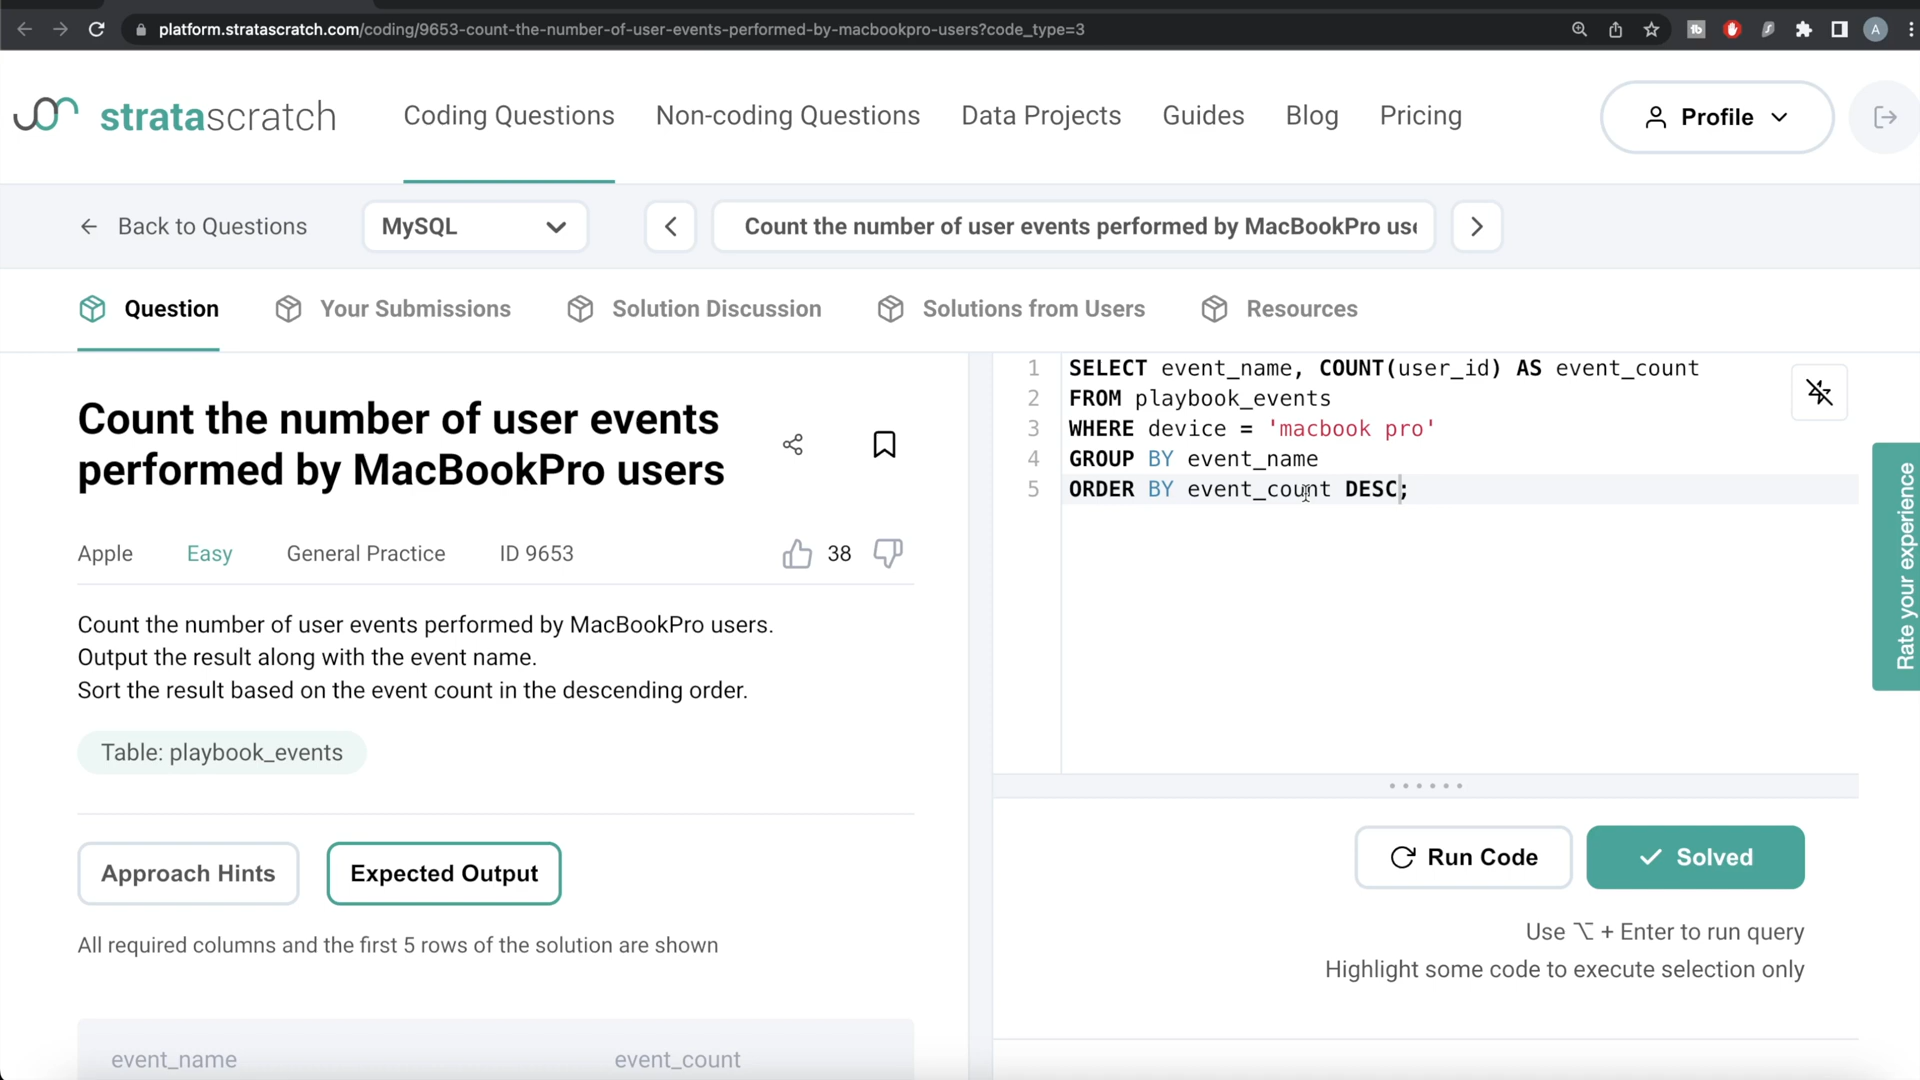 platform.stratascratch.com/coding/9653-count-the-number-of-user-events-performed-by-macbookpro-users?code_type=3
tb
A
stratascratch
Coding Questions
Non-coding Questions
Data Projects
Guides
Blog
Pricing
Profile
Back to Questions
MySQL
Count the number of user events performed by MacBookPro use
Question
Your Submissions
Solution Discussion
Solutions from Users
Resources
Count the number of user events
performed by MacBookPro users
Apple
Easy
General Practice
ID 9653
38
Count the number of user events performed by MacBookPro users.
Output the result along with the event name.
Sort the result based on the event count in the descending order.
Table: playbook_events
Approach Hints
Expected Output
All required columns and the first 5 rows of the solution are shown
event_name
event_count
1 SELECT event_name, COUNT(user_id) AS event_count
2 FROM playbook_events
3 WHERE device = 'macbook pro'
4 GROUP BY event_name
5 ORDER BY event_count DESC;
Rate your experience
Run Code
Solved
Use ⌥ + Enter to run query
Highlight some code to execute selection only